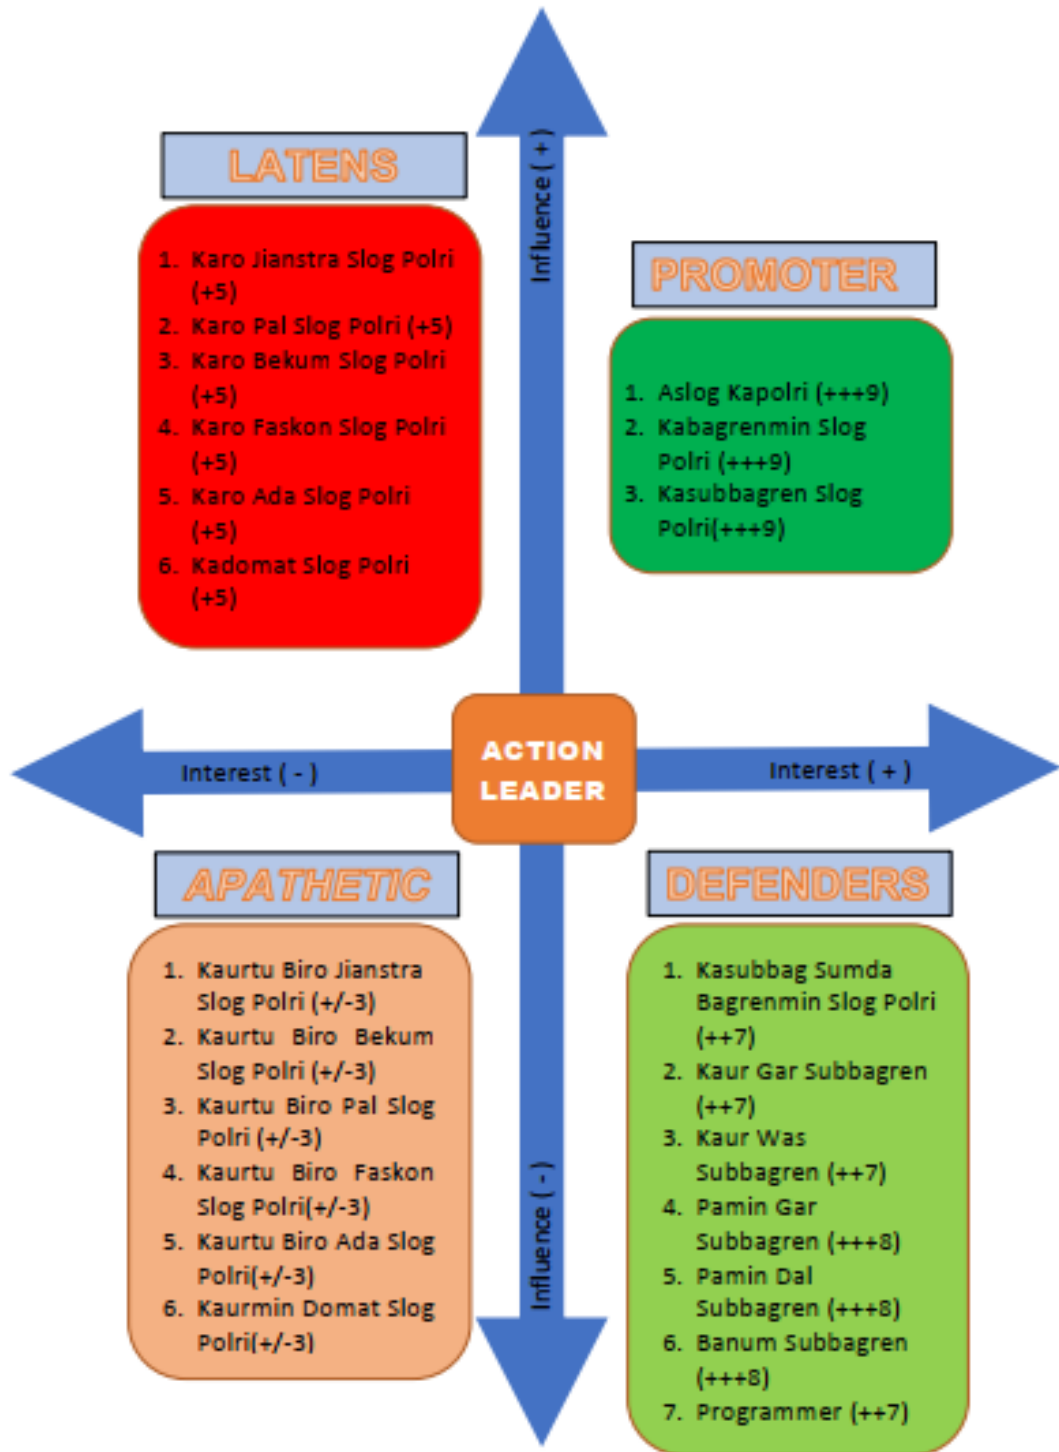 Influence ( + )
LATENS
1. Karo Jianstra Slog Polri
(+5)
2. Karo Pal Slog Polri (+5)
3. Karo Bekum Slog Polri
(+5)
4. Karo Faskon Slog Polri
(+5)
5. Karo Ada Slog Polri
(+5)
6. Kadomat Slog Polri
(+5)
PROMOTER
1. Aslog Kapolri (+++9)
2. Kabagrenmin Slog
Polri (+++9)
3. Kasubbagren Slog
Polri(+++9)
Interest ( - )
ACTION
LEADER
Interest ( + )
APATHETIC
1. Kaurtu Biro Jianstra
Slog Polri (+/-3)
2. Kaurtu Biro Bekum
Slog Polri (+/-3)
3. Kaurtu Biro Pal Slog
Polri (+/-3)
4. Kaurtu Biro Faskon
Slog Polri(+/-3)
5. Kaurtu Biro Ada Slog
Polri(+/-3)
6. Kaurmin Domat Slog
Polri(+/-3)
DEFENDERS
1. Kasubbag Sumda
Bagrenmin Slog Polri
(++7)
2. Kaur Gar Subbagren
(++7)
3. Kaur Was
Subbagren (++7)
4. Pamin Gar
Subbagren (+++8)
5. Pamin Dal
Subbagren (+++8)
6. Banum Subbagren
(+++8)
7. Programmer (++7)
Influence ( - )